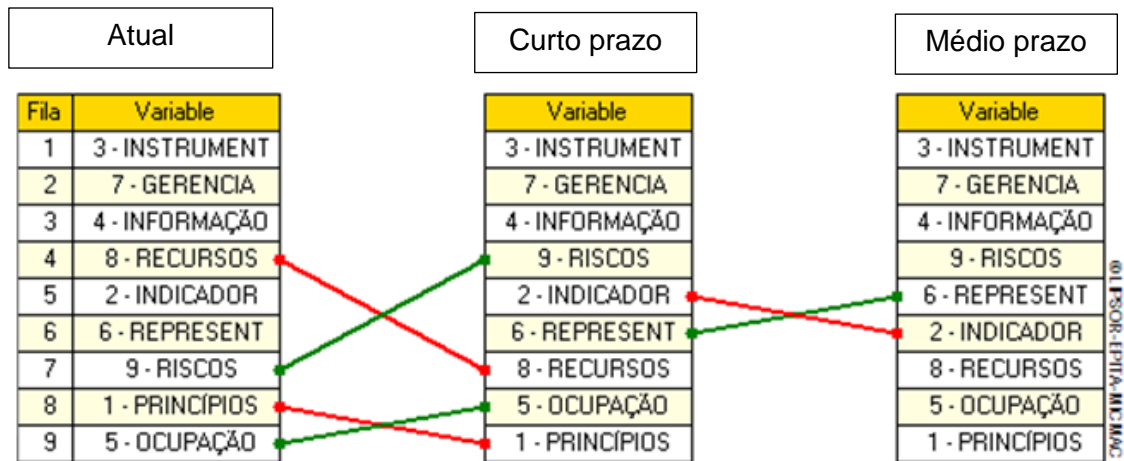 Atual Curto prazo Médio prazo
Fila Variable Variable Variable
1 3 - INSTRUMENT 3 - INSTRUMENT 3 - INSTRUMENT
2 7 - GERENCIA 7 - GERENCIA 7 - GERENCIA
3 4 - INFORMAÇÃO 4 - INFORMAÇÃO 4 - INFORMAÇÃO
4 8 - RECURSOS 9 - RISCOS 9 - RISCOS
5 2 - INDICADOR 2 - INDICADOR 6 - REPRESENT
6 6 - REPRESENT 6 - REPRESENT 2 - INDICADOR
7 9 - RISCOS 8 - RECURSOS 8 - RECURSOS
8 1 - PRINCÍPIOS 5 - OCUPAÇÃO 5 - OCUPAÇÃO
9 5 - OCUPAÇÃO 1 - PRINCÍPIOS 1 - PRINCÍPIOS
© LIPSOR-EPITA-MICMAC